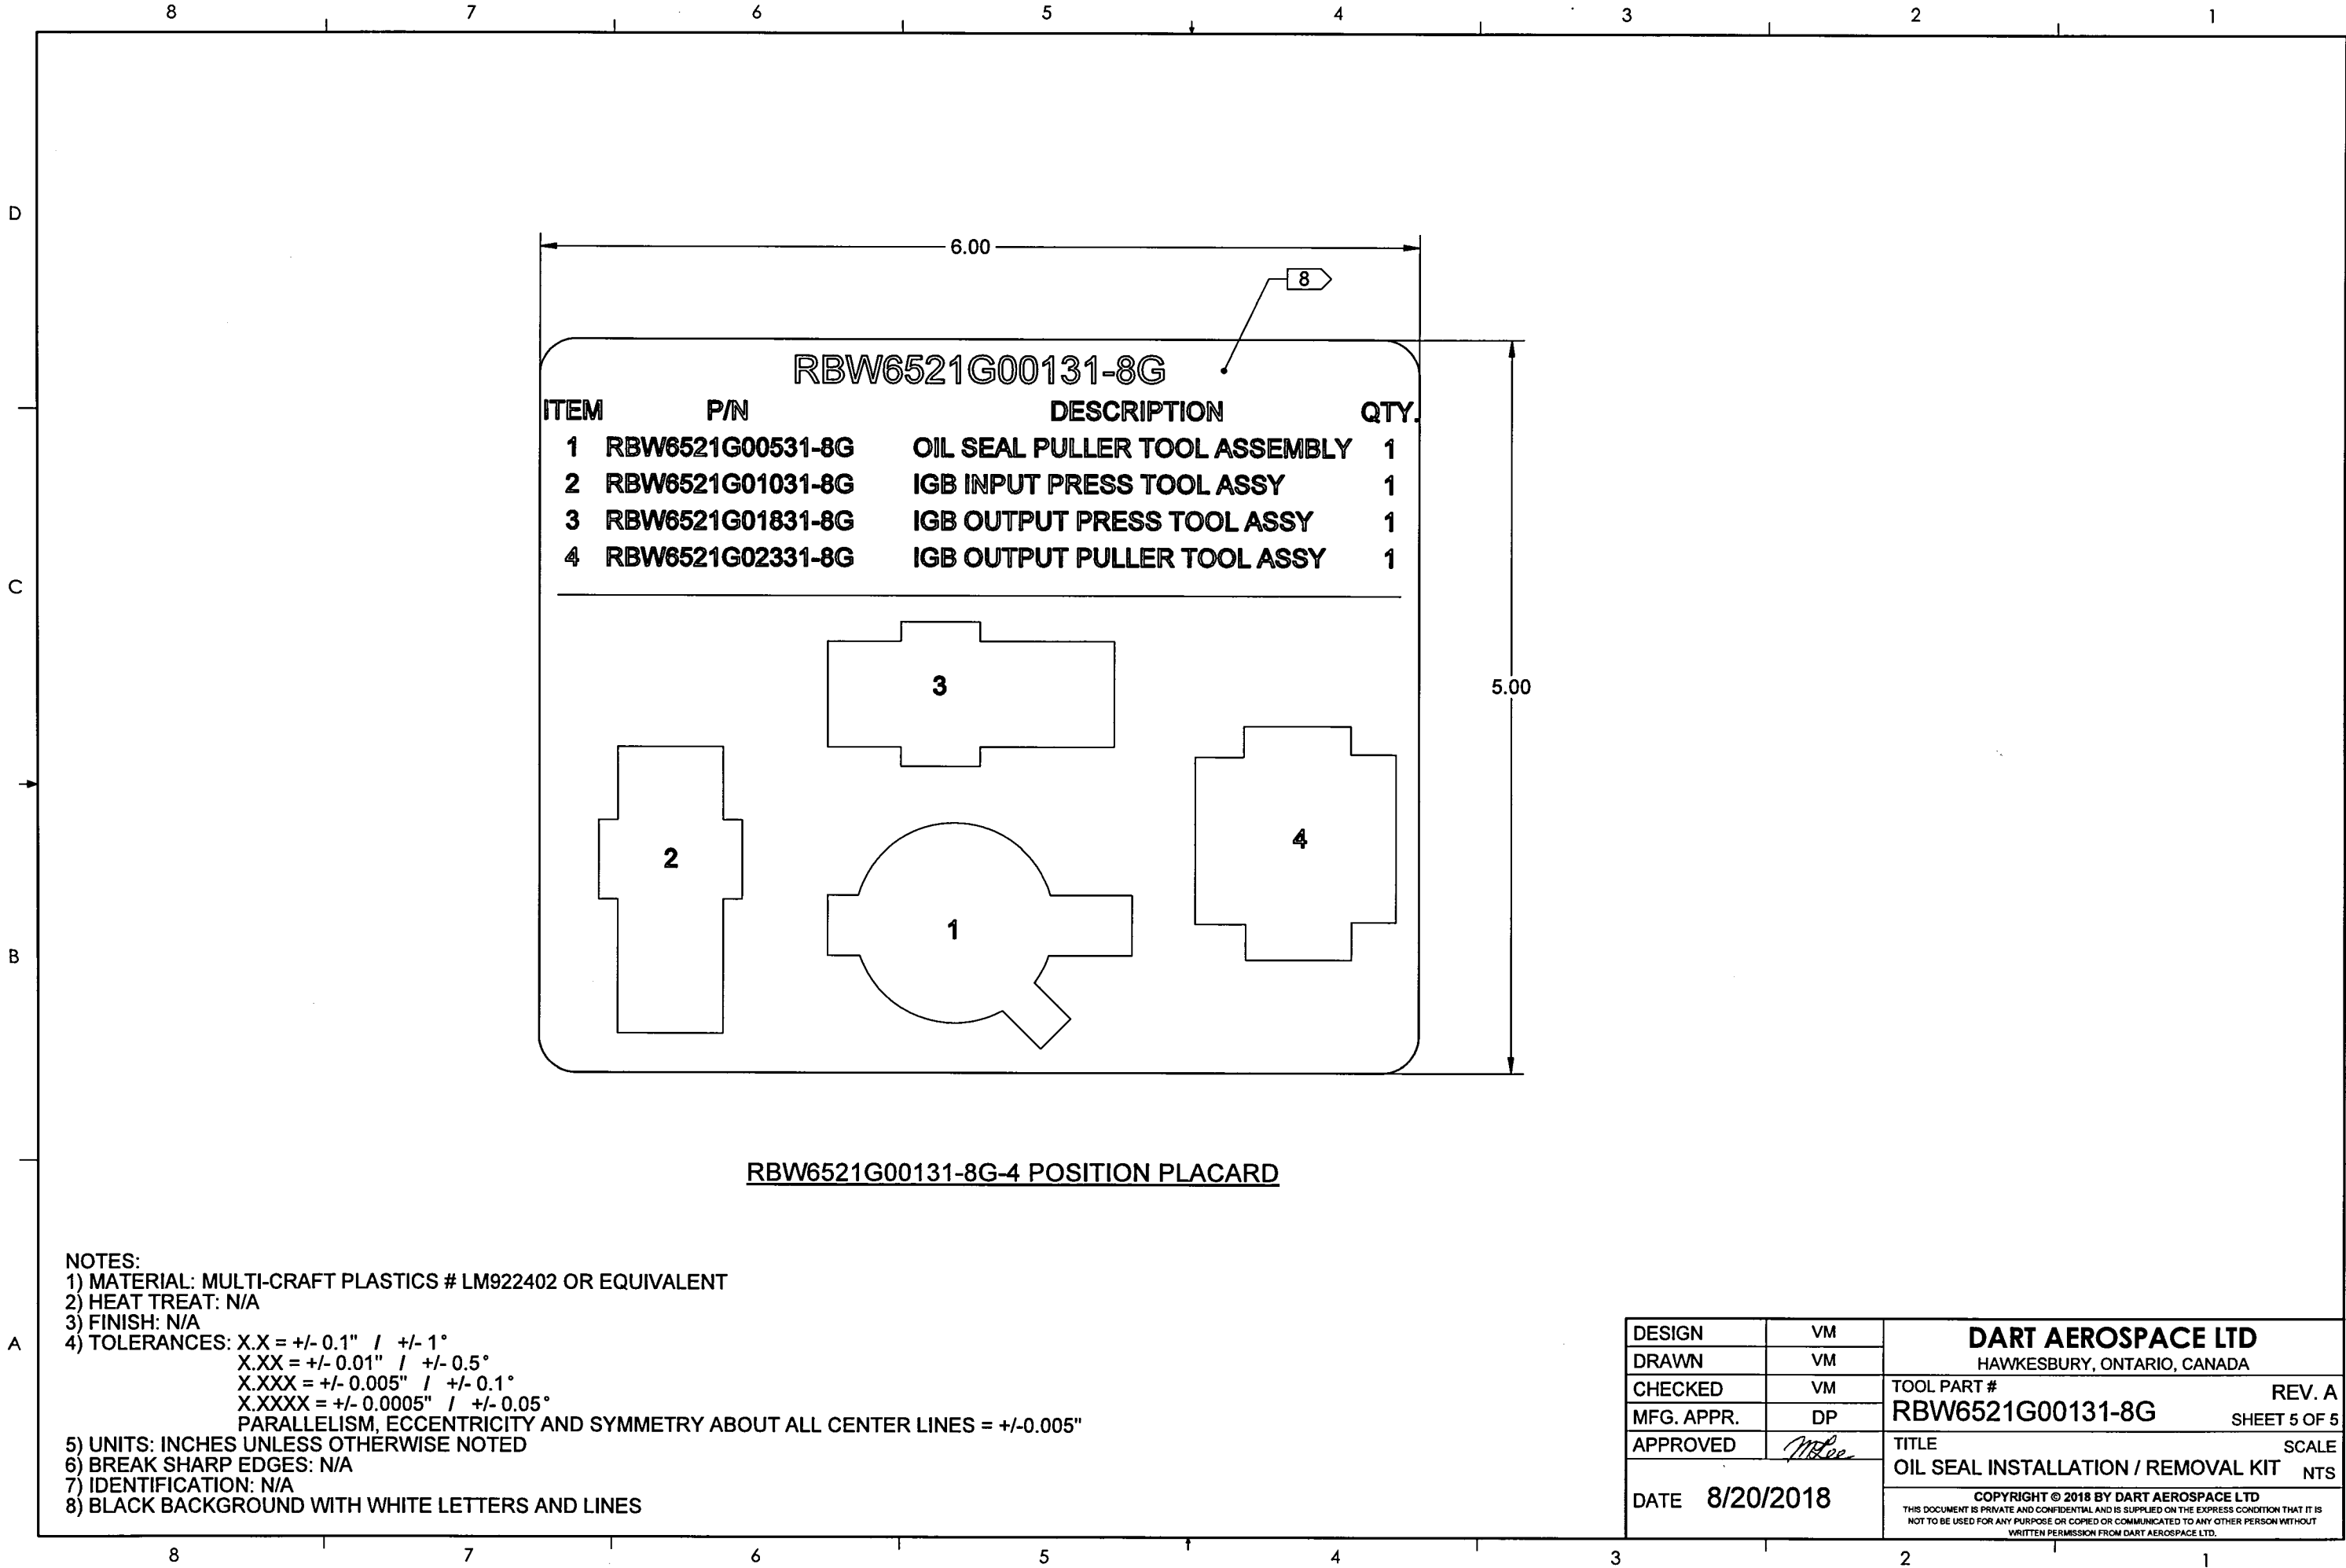 8 7 6 5 4 3 2 1
D
6.00
8
RBW6521G00131-8G
ITEM P/N DESCRIPTION QTY.
1 RBW6521G00531-8G OIL SEAL PULLER TOOL ASSEMBLY 1
2 RBW6521G01031-8G IGB INPUT PRESS TOOL ASSY 1
3 RBW6521G01831-8G IGB OUTPUT PRESS TOOL ASSY 1
4 RBW6521G02331-8G IGB OUTPUT PULLER TOOL ASSY 1
C
3
5.00
4
2
1
B
RBW6521G00131-8G-4 POSITION PLACARD
NOTES:
1) MATERIAL: MULTI-CRAFT PLASTICS # LM922402 OR EQUIVALENT
2) HEAT TREAT: N/A
3) FINISH: N/A
4) TOLERANCES: X.X = +/- 0.1" / +/- 1°
X.XX = +/- 0.01" / +/- 0.5°
X.XXX = +/- 0.005" / +/- 0.1°
X.XXXX = +/- 0.0005" / +/- 0.05°
PARALLELISM, ECCENTRICITY AND SYMMETRY ABOUT ALL CENTER LINES = +/-0.005"
5) UNITS: INCHES UNLESS OTHERWISE NOTED
6) BREAK SHARP EDGES: N/A
7) IDENTIFICATION: N/A
8) BLACK BACKGROUND WITH WHITE LETTERS AND LINES
A
DESIGN VM
DRAWN VM
CHECKED VM
MFG. APPR. DP
APPROVED MLee
DATE 8/20/2018
DART AEROSPACE LTD
HAWKESBURY, ONTARIO, CANADA
TOOL PART # REV. A
RBW6521G00131-8G SHEET 5 OF 5
TITLE SCALE
OIL SEAL INSTALLATION / REMOVAL KIT NTS
COPYRIGHT © 2018 BY DART AEROSPACE LTD
THIS DOCUMENT IS PRIVATE AND CONFIDENTIAL AND IS SUPPLIED ON THE EXPRESS CONDITION THAT IT IS
NOT TO BE USED FOR ANY PURPOSE OR COPIED OR COMMUNICATED TO ANY OTHER PERSON WITHOUT
WRITTEN PERMISSION FROM DART AEROSPACE LTD.
8 7 6 5 4 3 2 1